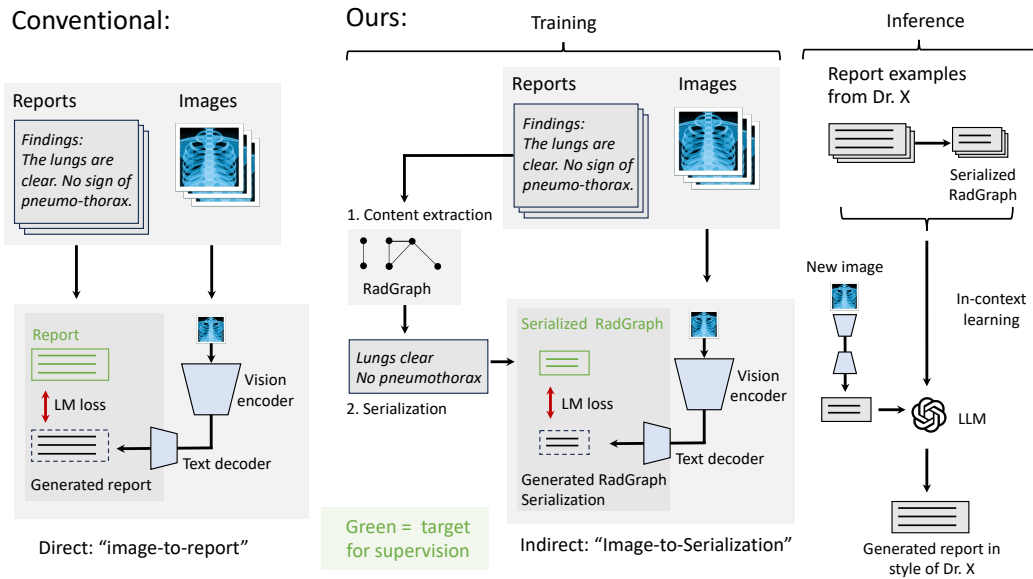 Conventional:
Reports
Images
Findings:
The lungs are
clear. No sign of
pneumo-thorax.
Report
LM loss
Vision
encoder
Text decoder
Generated report
Direct: “image-to-report”
Ours:
Training
Reports
Images
Findings:
The lungs are
clear. No sign of
pneumo-thorax.
1. Content extraction
RadGraph
Lungs clear
No pneumothorax
2. Serialization
Serialized RadGraph
LM loss
Vision
encoder
Text decoder
Generated RadGraph
Serialization
Green = target
for supervision
Indirect: “Image-to-Serialization”
Inference
Report examples
from Dr. X
Serialized
RadGraph
New image
In-context
learning
LLM
Generated report in
style of Dr. X